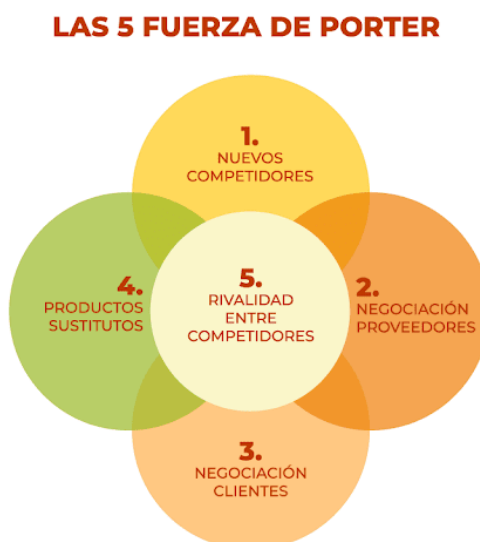 LAS 5 FUERZA DE PORTER
1.
NUEVOS
COMPETIDORES
2.
NEGOCIACIÓN
PROVEEDORES
3.
NEGOCIACIÓN
CLIENTES
4.
PRODUCTOS
SUSTITUTOS
5.
RIVALIDAD
ENTRE
COMPETIDORES